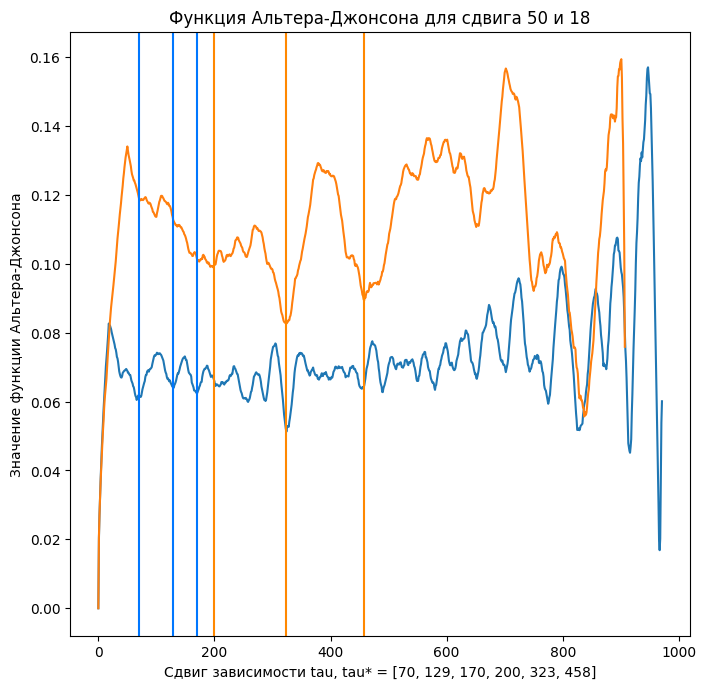 Функция Альтера-Джонсона для сдвига 50 и 18
Значение функции Альтера-Джонсона
0.16
0.14
0.12
0.10
0.08
0.06
0.04
0.02
0.00
0 200 400 600 800 1000
Сдвиг зависимости tau, tau* = [70, 129, 170, 200, 323, 458]